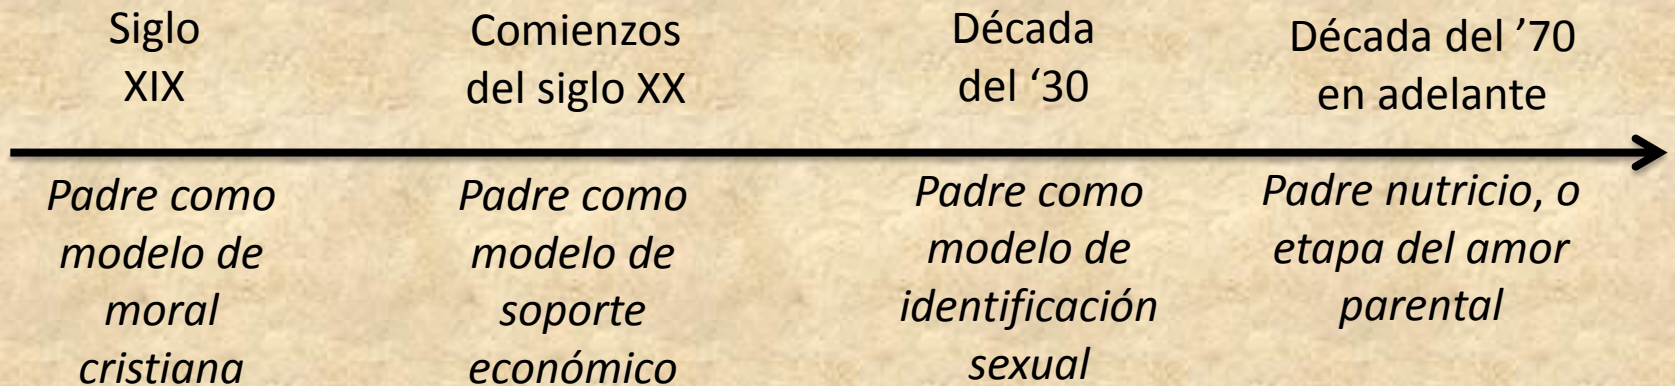 Siglo
XIX
Comienzos
del siglo XX
Década
del ‘30
Década del ’70
en adelante
Padre como
modelo de
moral
cristiana
Padre como
modelo de
soporte
económico
Padre como
modelo de
identificación
sexual
Padre nutricio, o
etapa del amor
parental